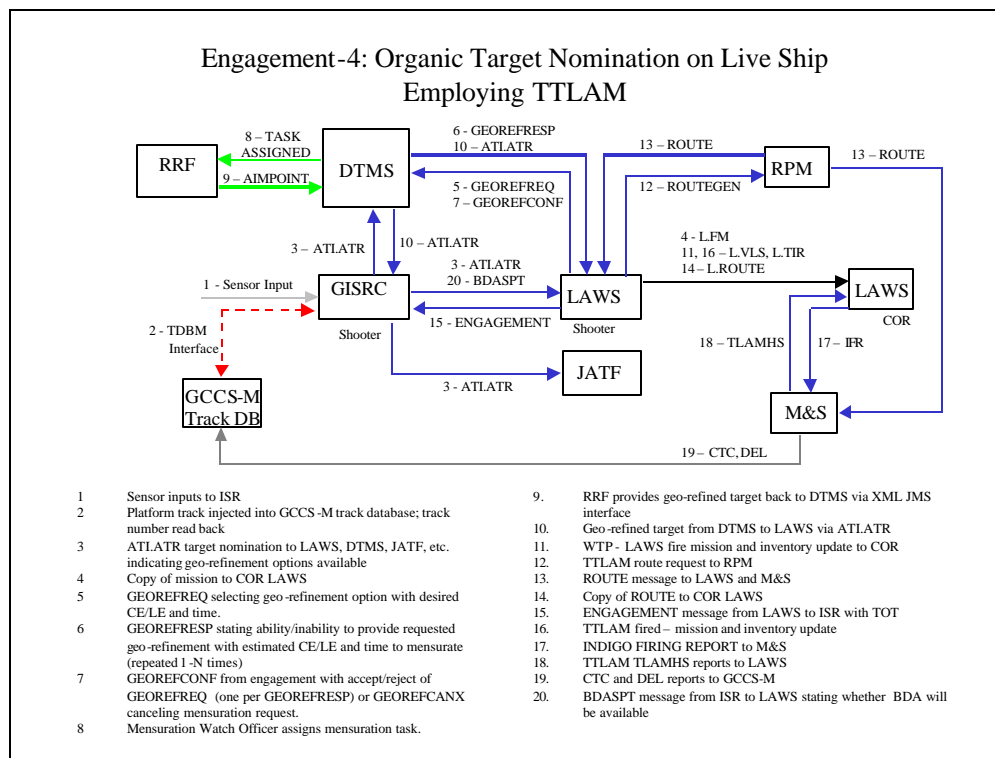 Engagement-4: Organic Target Nomination on Live Ship
Employing TTLAM
RRF
8 – TASK
ASSIGNED
9 – AIMPOINT
DTMS
6 - GEOREFRESP
10 – ATI.ATR
5 - GEOREFREQ
7 – GEOREFCONF
13 – ROUTE
12 – ROUTEGEN
RPM
13 – ROUTE
3 – ATI.ATR
10 – ATI.ATR
1 - Sensor Input
GISRC
Shooter
3 - ATI.ATR
20 - BDASPT
15 - ENGAGEMENT
LAWS
Shooter
4 - L.FM
11, 16 – L.VLS, L.TIR
14 – L.ROUTE
LAWS
COR
2 - TDBM
Interface
3 - ATI.ATR
JATF
18 – TLAMHS
17 – IFR
GCCS-M
Track DB
M&S
19 – CTC, DEL
1 Sensor inputs to ISR
2 Platform track injected into GCCS-M track database; track
number read back
3 ATI.ATR target nomination to LAWS, DTMS, JATF, etc.
indicating geo-refinement options available
4 Copy of mission to COR LAWS
5 GEOREFREQ selecting geo-refinement option with desired
CE/LE and time.
6 GEOREFRESP stating ability/inability to provide requested
geo-refinement with estimated CE/LE and time to mensurate
(repeated 1-N times)
7 GEOREFCONF from engagement with accept/reject of
GEOREFREQ (one per GEOREFRESP) or GEOREFCANX
canceling mensuration request.
8 Mensuration Watch Officer assigns mensuration task.
9. RRF provides geo-refined target back to DTMS via XML JMS
interface
10. Geo-refined target from DTMS to LAWS via ATI.ATR
11. WTP - LAWS fire mission and inventory update to COR
12. TTLAM route request to RPM
13. ROUTE message to LAWS and M&S
14. Copy of ROUTE to COR LAWS
15. ENGAGEMENT message from LAWS to ISR with TOT
16. TTLAM fired – mission and inventory update
17. INDIGO FIRING REPORT to M&S
18. TTLAM TLAMHS reports to LAWS
19. CTC and DEL reports to GCCS-M
20. BDASPT message from ISR to LAWS stating whether BDA will
be available